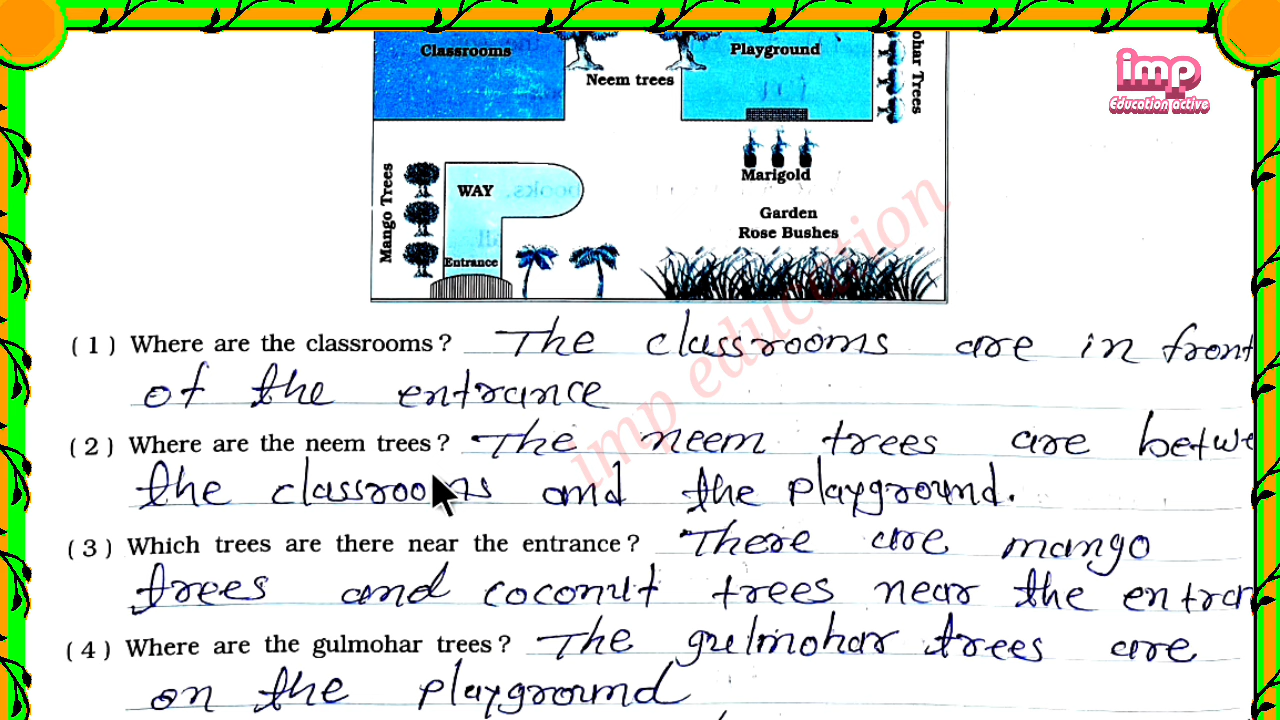 Classrooms
Neem trees
Playground
ohar Trees
imp
Education active
Marigold
Mango Trees
WAY
Entrance
Garden
Rose Bushes
imp education
( 1 ) Where are the classrooms ? The classrooms are in front
of the entrance
( 2 ) Where are the neem trees ? The neem trees are betwe
the classrooms and the playground.
( 3 ) Which trees are there near the entrance ? There are mango
trees and coconut trees near the entran
( 4 ) Where are the gulmohar trees ? The gulmohar trees are
on the playground